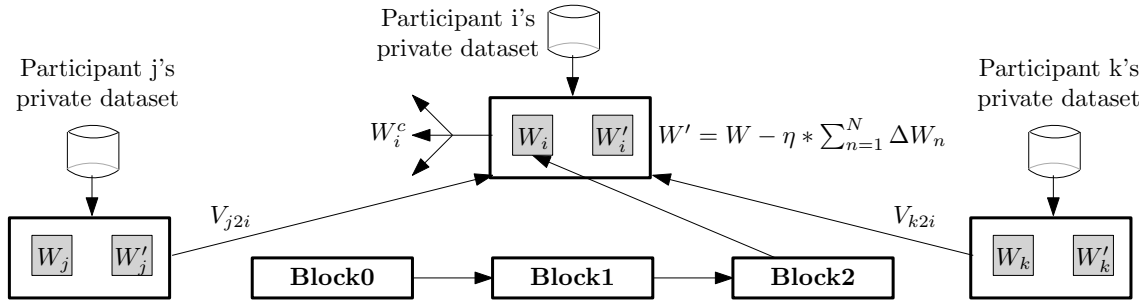 Participant i's
private dataset
Participant j's
private dataset
Participant k's
private dataset
W_i^c
W_i
W_i'
W' = W − η * ∑_{n=1}^{N} ΔW_n
V_{j2i}
V_{k2i}
W_j
W_j'
W_k
W_k'
Block0
Block1
Block2